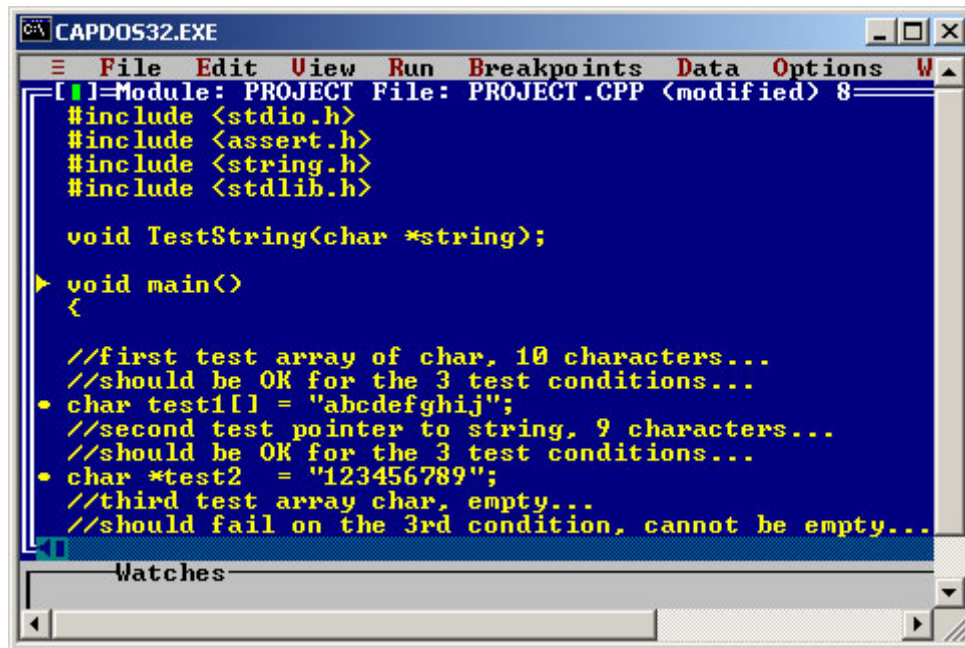 CAPDOS32.EXE
≡ File Edit View Run Breakpoints Data Options W
[▮]=Module: PROJECT File: PROJECT.CPP (modified) 8
#include <stdio.h>
#include <assert.h>
#include <string.h>
#include <stdlib.h>
void TestString(char *string);
void main()
{
//first test array of char, 10 characters...
//should be OK for the 3 test conditions...
char test1[] = "abcdefghij";
//second test pointer to string, 9 characters...
//should be OK for the 3 test conditions...
char *test2  = "123456789";
//third test array char, empty...
//should fail on the 3rd condition, cannot be empty...
Watches